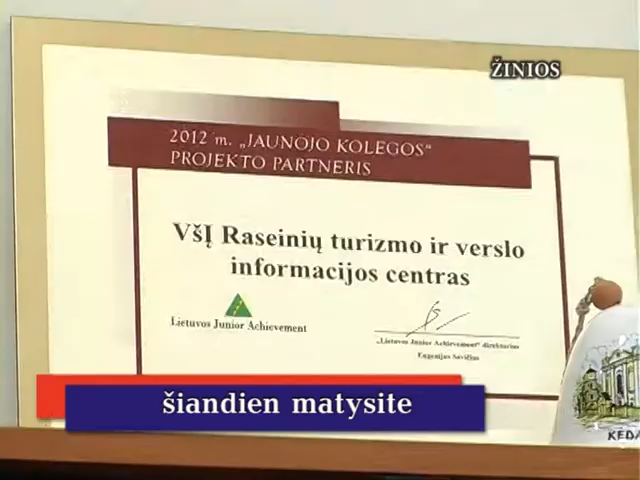 ŽINIOS
2012 m. „JAUNOJO KOLEGOS“
PROJEKTO PARTNERIS
VšĮ Raseinių turizmo ir verslo
informacijos centras
Lietuvos Junior Achievement
„Lietuvos Junior Achievement“ direktorius
Eugenijus Savičius
KĖDA
šiandien matysite